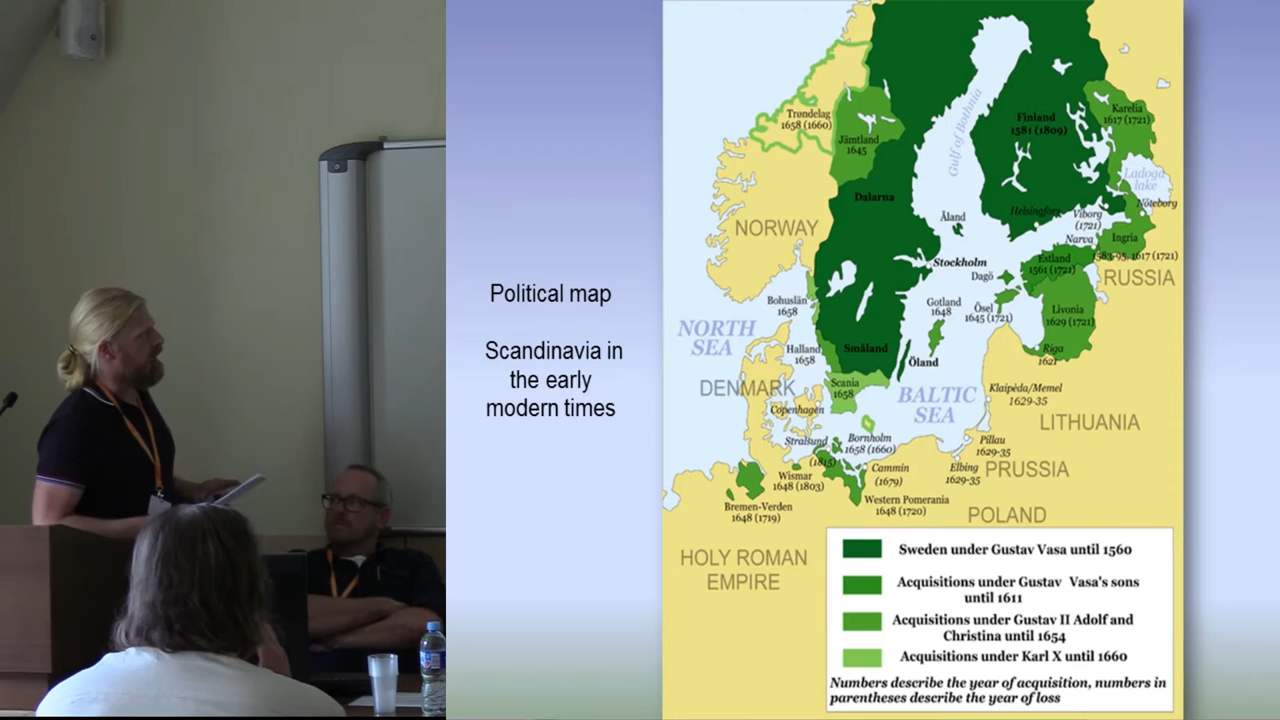 Political map
Scandinavia in
the early
modern times
Trøndelag
1658 (1660)
Jämtland
1645
Gulf of Bothnia
Finland
1581 (1809)
Karelia
1617 (1721)
Ladoga
lake
Nöteborg
Dalarna
NORWAY
Åland
Helsingfors
Viborg
(1721)
Narva
Ingria
1583-95, 1617 (1721)
Stockholm
Estland
1561 (1721)
RUSSIA
Dagö
Bohuslän
1658
Gotland
1648
Ösel
1645 (1721)
Livonia
1629 (1721)
NORTH
SEA
Halland
1658
Småland
Riga
1621
Öland
DENMARK
Scania
1658
BALTIC
SEA
Klaipėda/Memel
1629-35
Copenhagen
LITHUANIA
Stralsund
(1815)
Bornholm
1658 (1660)
Pillau
1629-35
Wismar
1648 (1803)
Cammin
(1679)
Elbing
1629-35
PRUSSIA
Bremen-Verden
1648 (1719)
Western Pomerania
1648 (1720)
POLAND
HOLY ROMAN
EMPIRE
Sweden under Gustav Vasa until 1560
Acquisitions under Gustav Vasa's sons
until 1611
Acquisitions under Gustav II Adolf and
Christina until 1654
Acquisitions under Karl X until 1660
Numbers describe the year of acquisition, numbers in
parentheses describe the year of loss